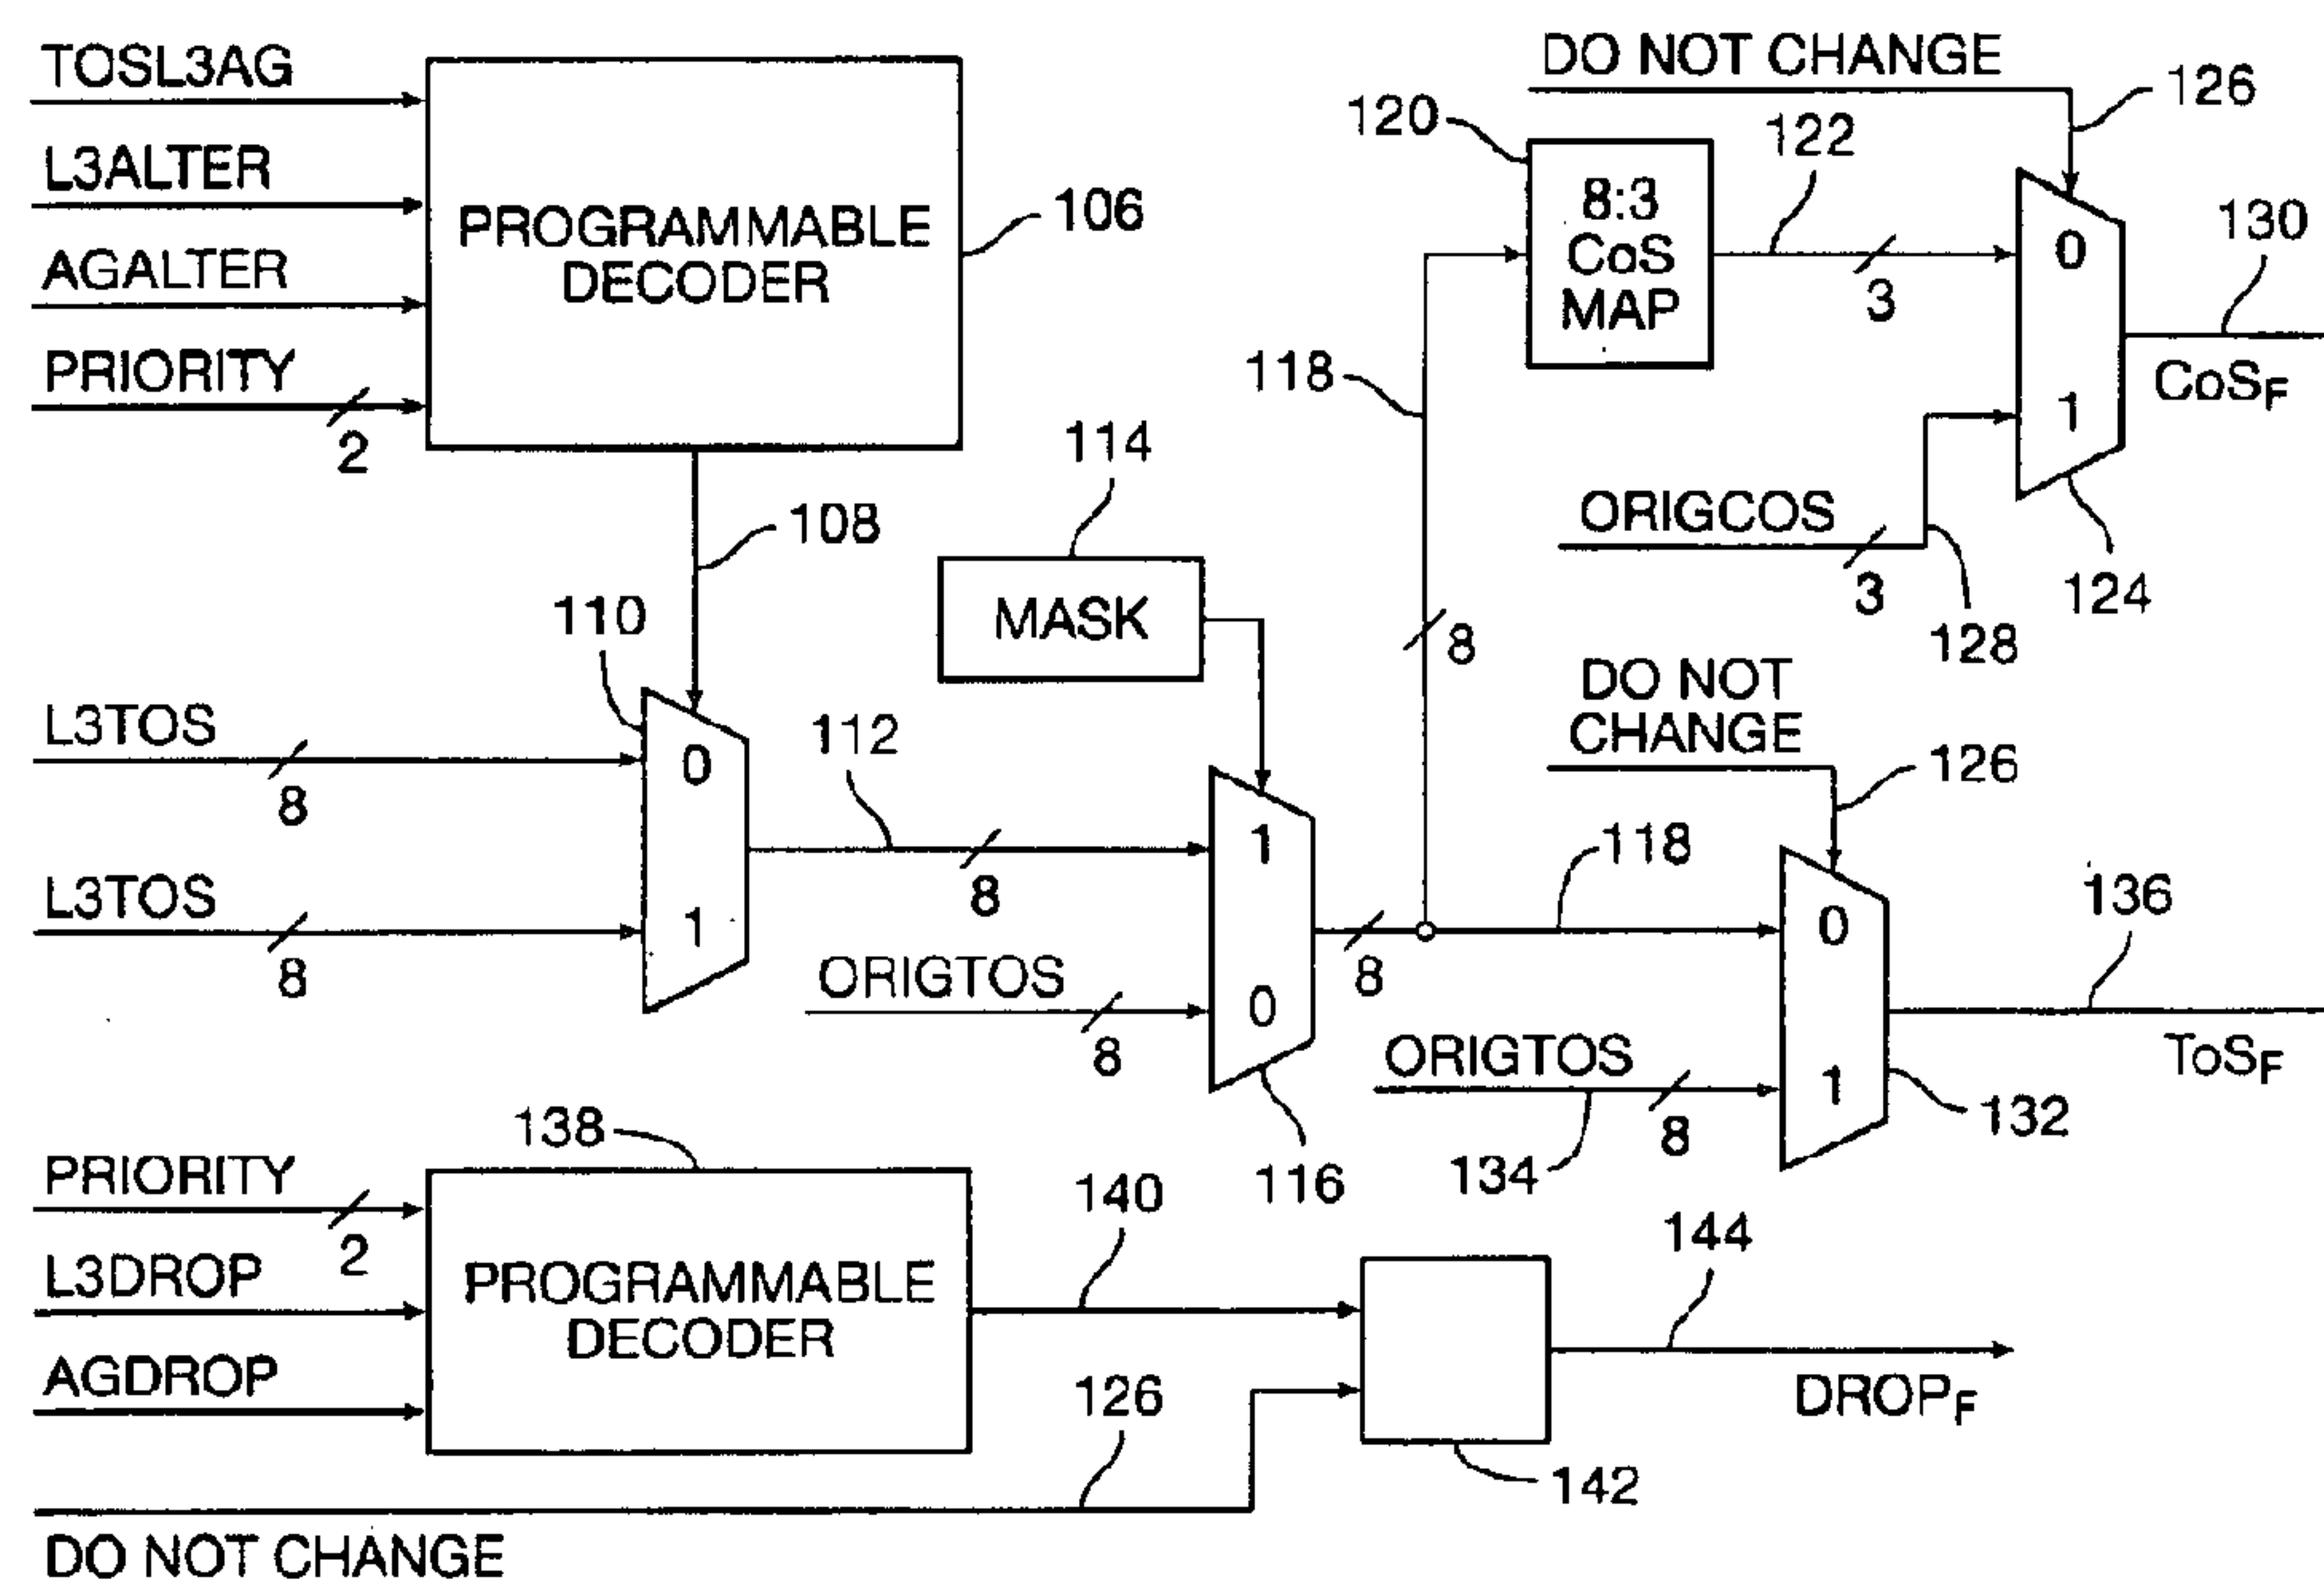 TOSL3AG
L3ALTER
AGALTER
PRIORITY
2
PROGRAMMABLE
DECODER
106
108
DO NOT CHANGE
126
120
8:3
CoS
MAP
122
3
0
1
130
CoSF
118
8
ORIGCOS
3
128
124
114
MASK
110
L3TOS
8
L3TOS
8
0
1
112
8
ORIGTOS
8
1
0
116
8
118
DO NOT
CHANGE
126
0
1
ORIGTOS
134
8
132
136
ToSF
138
PRIORITY
2
L3DROP
AGDROP
PROGRAMMABLE
DECODER
140
126
DO NOT CHANGE
142
144
DROPF